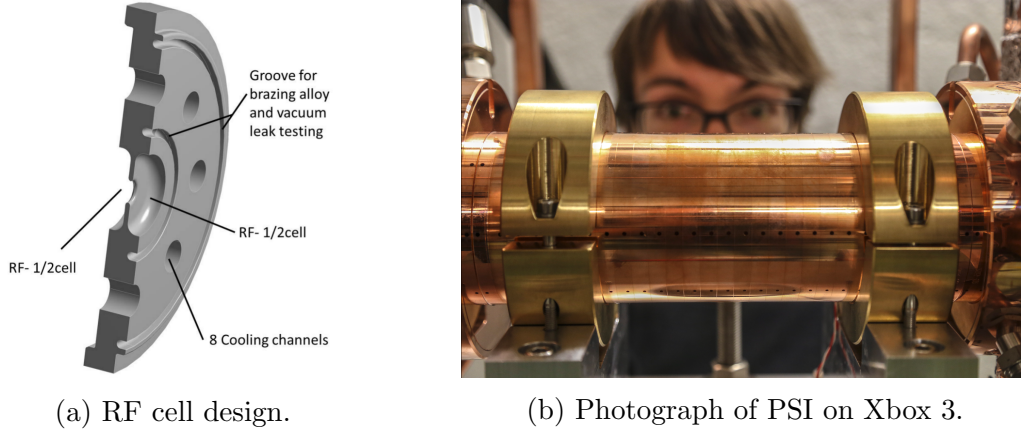 Groove for
brazing alloy
and vacuum
leak testing
RF- 1/2cell
RF- 1/2cell
8 Cooling channels
(a) RF cell design.
(b) Photograph of PSI on Xbox 3.